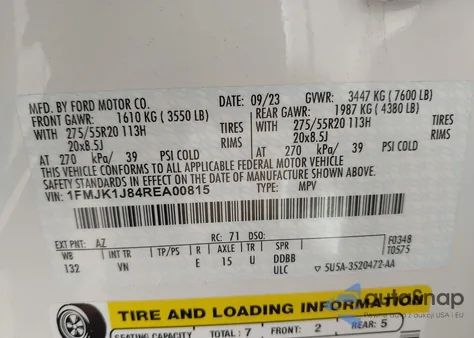 MFD. BY FORD MOTOR CO. DATE: 09/23 GVWR: 3447 KG (7600 LB)
FRONT GAWR: 1610 KG (3550 LB) REAR GAWR: 1987 KG (4380 LB)
WITH 275/55R20 113H TIRES WITH 275/55R20 113H TIRES
20x8.5J RIMS 20x8.5J RIMS
AT 270 kPa/ 39 PSI COLD AT 270 kPa/ 39 PSI COLD
THIS VEHICLE CONFORMS TO ALL APPLICABLE FEDERAL MOTOR VEHICLE
SAFETY STANDARDS IN EFFECT ON THE DATE OF MANUFACTURE SHOWN ABOVE.
VIN: 1FMJK1J84REA00815 TYPE: MPV
EXT PNT: AZ RC: 71 DSO: F0348
WB INT TR TP/PS R AXLE TR SPR T0575
132 VN E 15 U DDBB
ULC ▽ 5U5A-3520472-AA
TIRE AND LOADING INFORMATION
SEATING CAPACITY TOTAL: 7 FRONT: 2 REAR: 5
AutoSnap